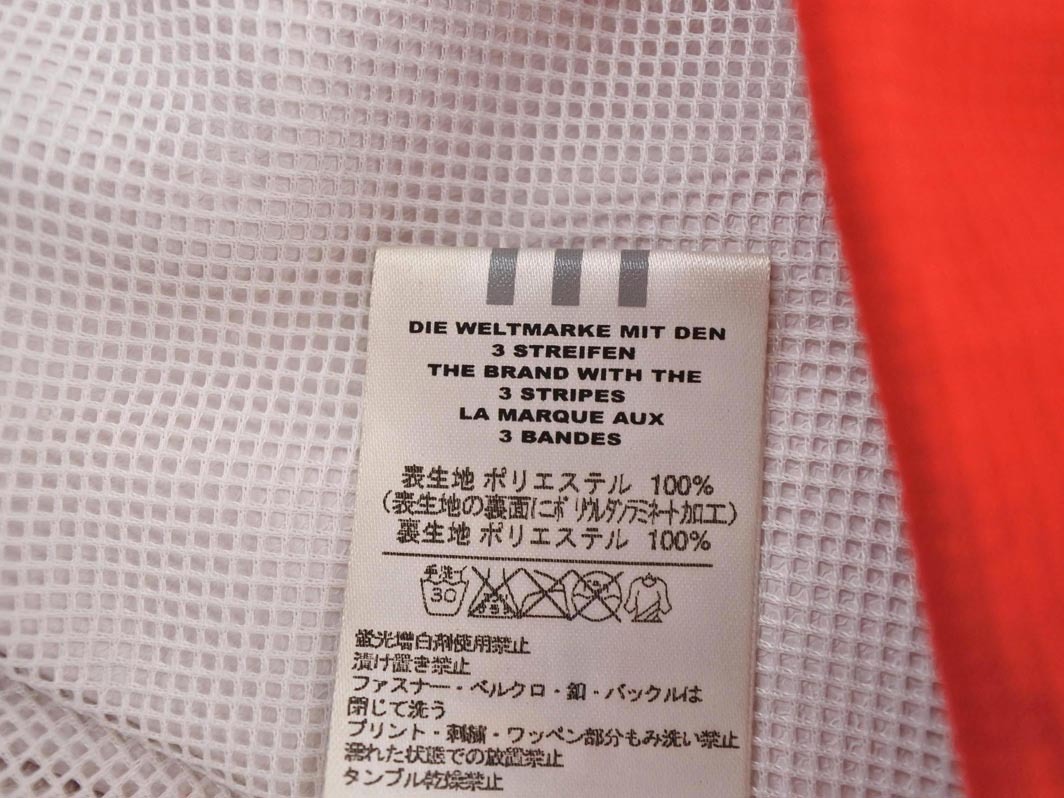 DIE WELTMARKE MIT DEN
3 STREIFEN
THE BRAND WITH THE
3 STRIPES
LA MARQUE AUX
3 BANDES
表生地 ポリエステル 100%
(表生地の裏面にポリウルタンラミネート加工)
裏生地 ポリエステル 100%
手洗 30
蛍光増白剤使用禁止
漬け置き禁止
ファスナー・ベルクロ・釦・バックルは
閉じて洗う
プリント・刺繍・ワッペン部分もみ洗い禁止
濡れた状態での放置禁止
タンブル乾燥禁止